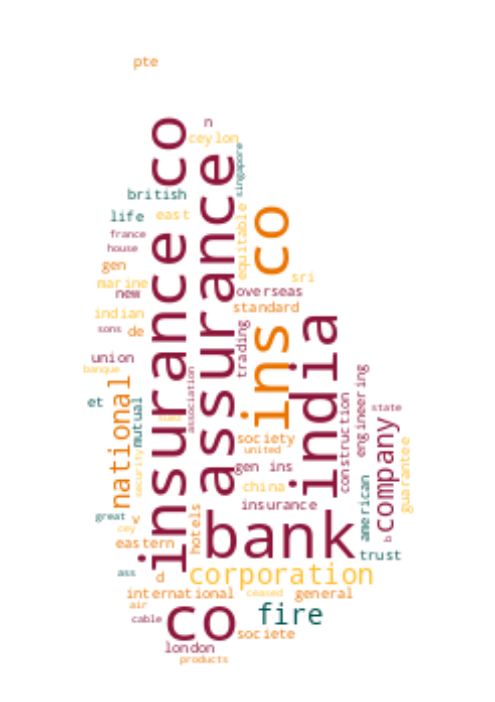 pte
n
ceylon
insurance co
assurance
singapore
british
life
east
ins co
equitable
france
house
gen
sri
marine
new
overseas
standard
indian
india
sons
de
trading
union
banque
construction
engineering
association
national
et
mutual
state
company
guarantee
society
united
security
gen ins
china
american
insurance
hotels
bank
great
v
cey
b
eastern
trust
ass
d
corporation
international
ceased
general
air
co
fire
cable
societe
london
products